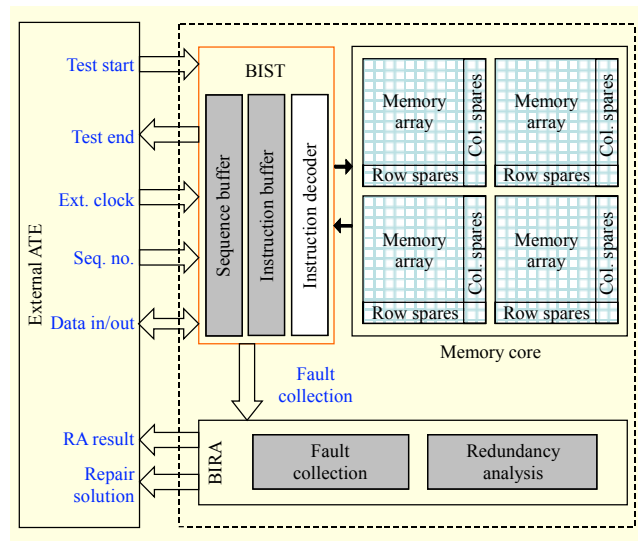 External ATE
Test start
Test end
Ext. clock
Seq. no.
Data in/out
RA result
Repair
solution
BIST
Sequence buffer
Instruction buffer
Instruction decoder
Memory
array
Col. spares
Row spares
Memory
array
Col. spares
Row spares
Memory
array
Col. spares
Row spares
Memory
array
Col. spares
Row spares
Memory core
Fault
collection
BIRA
Fault
collection
Redundancy
analysis